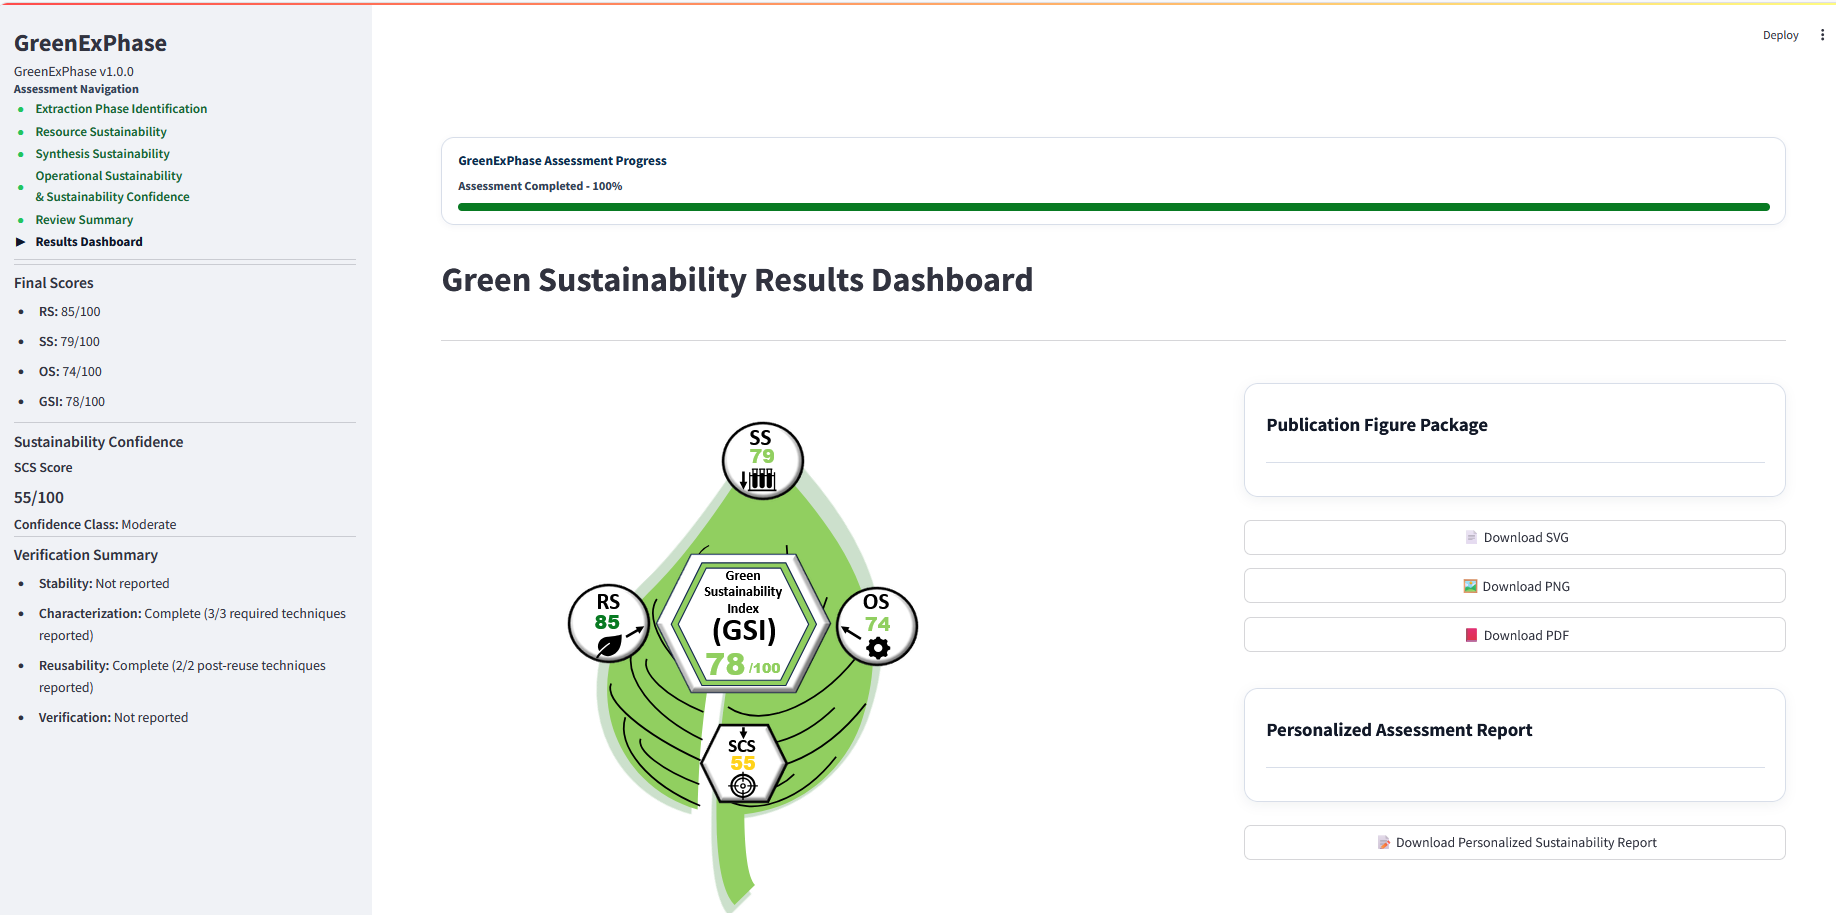 GreenExPhase
GreenExPhase v1.0.0
Assessment Navigation
Extraction Phase Identification
Resource Sustainability
Synthesis Sustainability
Operational Sustainability
& Sustainability Confidence
Review Summary
Results Dashboard
Final Scores
RS: 85/100
SS: 79/100
OS: 74/100
GSI: 78/100
Sustainability Confidence
SCS Score
55/100
Confidence Class: Moderate
Verification Summary
Stability: Not reported
Characterization: Complete (3/3 required techniques
reported)
Reusability: Complete (2/2 post-reuse techniques
reported)
Verification: Not reported
Deploy
GreenExPhase Assessment Progress
Assessment Completed - 100%
Green Sustainability Results Dashboard
SS
79
RS
85
Green
Sustainability
Index
(GSI)
78 /100
OS
74
SCS
55
Publication Figure Package
Download SVG
Download PNG
Download PDF
Personalized Assessment Report
Download Personalized Sustainability Report